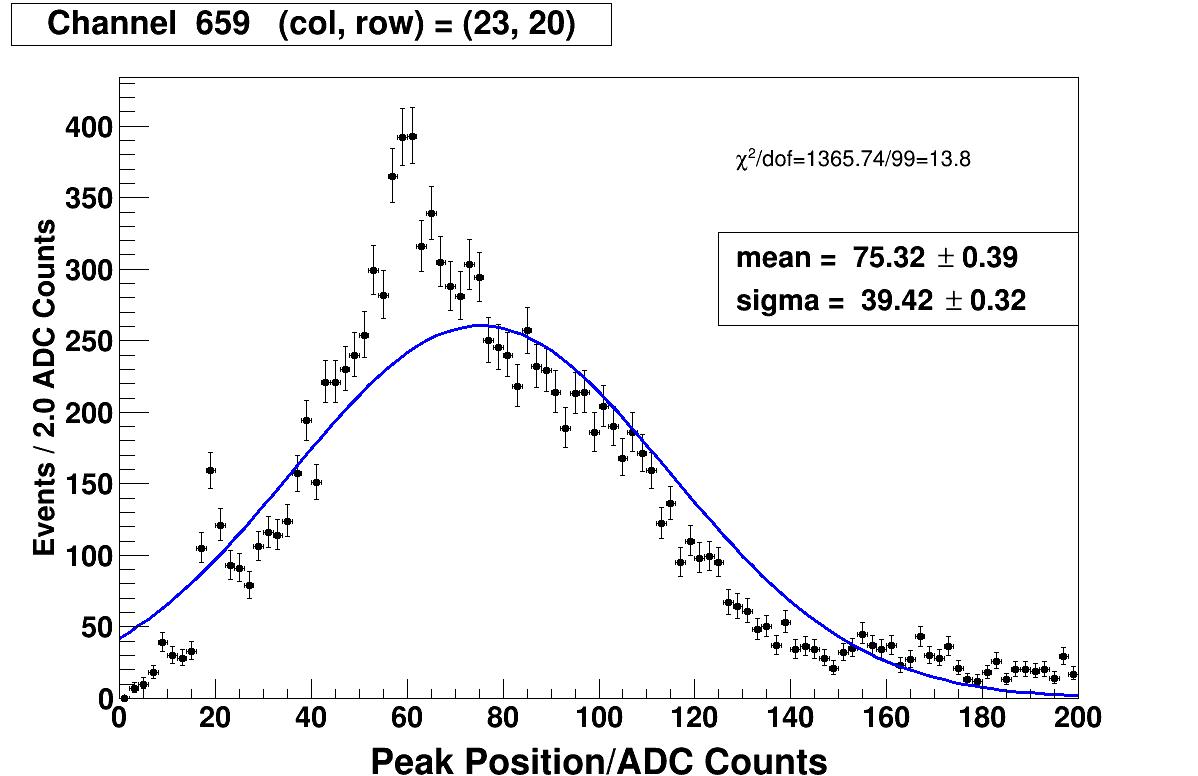 Channel 659 (col, row) = (23, 20)
χ²/dof=1365.74/99=13.8
mean = 75.32 ± 0.39
sigma = 39.42 ± 0.32
Events / 2.0 ADC Counts
400
350
300
250
200
150
100
50
0
0 20 40 60 80 100 120 140 160 180 200
Peak Position/ADC Counts